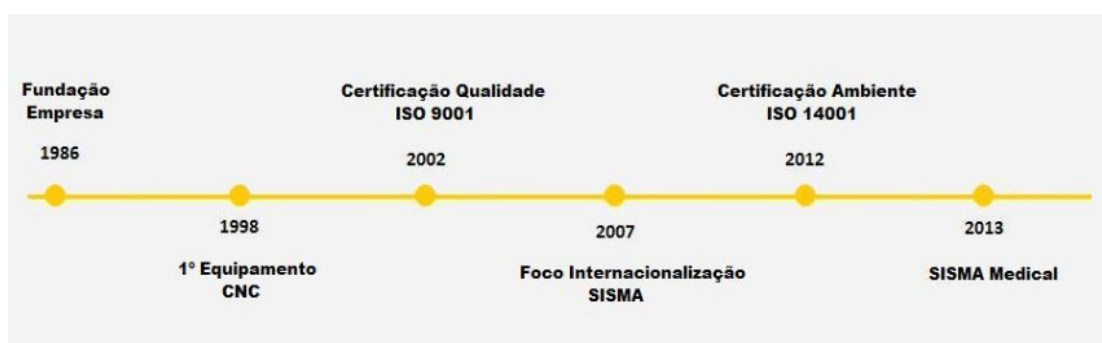 Fundação
Empresa
1986
1998
1º Equipamento
CNC
Certificação Qualidade
ISO 9001
2002
2007
Foco Internacionalização
SISMA
Certificação Ambiente
ISO 14001
2012
2013
SISMA Medical